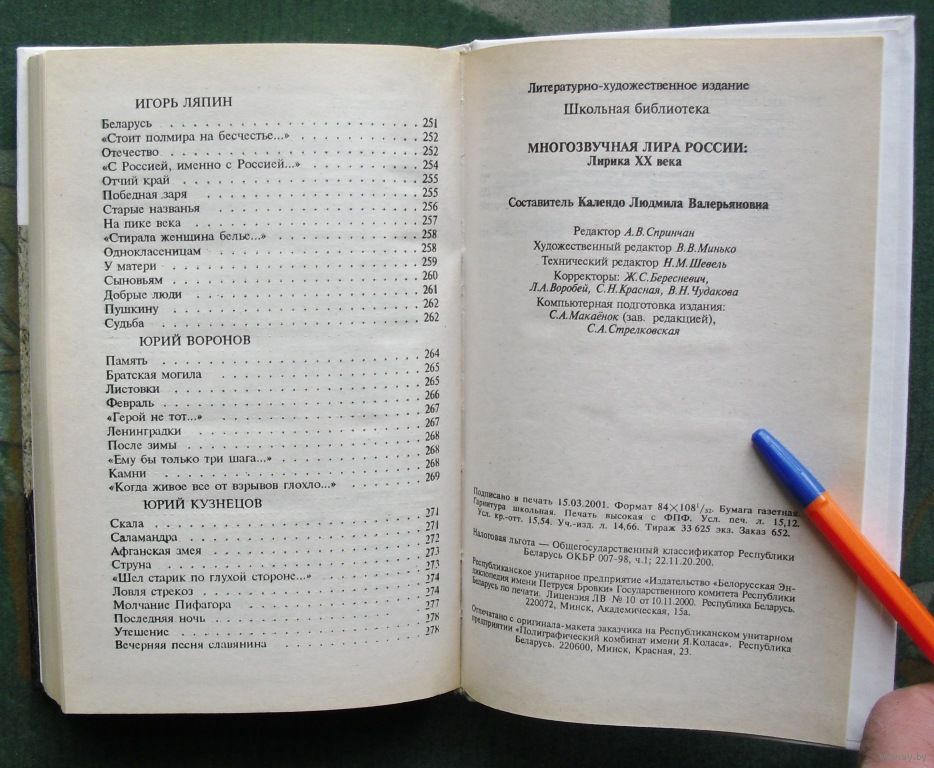 ИГОРЬ ЛЯПИН
Беларусь . . . . . . . . . . . . . . . . . . . . 251
«Стоит полмира на бесчестье...» . . . . . . . . . . 252
Отечество . . . . . . . . . . . . . . . . . . . . 252
«С Россией, именно с Россией...» . . . . . . . . . . 254
Отчий край . . . . . . . . . . . . . . . . . . . . 255
Победная заря . . . . . . . . . . . . . . . . . . 255
Старые названья . . . . . . . . . . . . . . . . . 256
На пике века . . . . . . . . . . . . . . . . . . . 257
«Стирала женщина белье...» . . . . . . . . . . . . 258
Одноклассницам . . . . . . . . . . . . . . . . . . 258
У матери . . . . . . . . . . . . . . . . . . . . . 259
Сыновьям . . . . . . . . . . . . . . . . . . . . . 260
Добрые люди . . . . . . . . . . . . . . . . . . . 261
Пушкину . . . . . . . . . . . . . . . . . . . . . 262
Судьба . . . . . . . . . . . . . . . . . . . . . . 262
ЮРИЙ ВОРОНОВ
Память . . . . . . . . . . . . . . . . . . . . . . 264
Братская могила . . . . . . . . . . . . . . . . . 265
Листовки . . . . . . . . . . . . . . . . . . . . . 265
Февраль . . . . . . . . . . . . . . . . . . . . . 266
«Герой не тот...» . . . . . . . . . . . . . . . . . 267
Ленинградки . . . . . . . . . . . . . . . . . . . 267
После зимы . . . . . . . . . . . . . . . . . . . . 268
«Ему бы только три шага...» . . . . . . . . . . . . 268
Камни . . . . . . . . . . . . . . . . . . . . . . 268
«Когда живое все от взрывов глохло...» . . . . . . . 269
ЮРИЙ КУЗНЕЦОВ
Скала . . . . . . . . . . . . . . . . . . . . . . 271
Саламандра . . . . . . . . . . . . . . . . . . . . 271
Афганская змея . . . . . . . . . . . . . . . . . . 272
Струна . . . . . . . . . . . . . . . . . . . . . . 273
«Шел старик по глухой стороне...» . . . . . . . . . 273
Ловля стрекоз . . . . . . . . . . . . . . . . . . 274
Молчание Пифагора . . . . . . . . . . . . . . . . 274
Последняя ночь . . . . . . . . . . . . . . . . . . 277
Утешение . . . . . . . . . . . . . . . . . . . . . 278
Вечерняя песня славянина . . . . . . . . . . . . . 278
Литературно-художественное издание
Школьная библиотека
МНОГОЗВУЧНАЯ ЛИРА РОССИИ:
Лирика XX века
Составитель Календо Людмила Валерьяновна
Редактор А.В.Спринчан
Художественный редактор В.В.Минько
Технический редактор Н.М.Шевель
Корректоры: Ж.С.Бересневич,
Л.А.Воробей, С.Н.Красная, В.Н.Чудакова
Компьютерная подготовка издания:
С.А.Макаёнок (зав. редакцией),
С.А.Стрелковская
Подписано в печать 15.03.2001. Формат 84×108¹/₃₂. Бумага газетная.
Гарнитура школьная. Печать высокая с ФПФ. Усл. печ. л. 15,12.
Усл. кр.-отт. 15,54. Уч.-изд. л. 14,66. Тираж 33 625 экз. Заказ 652.
Налоговая льгота — Общегосударственный классификатор Республики
Беларусь ОКБР 007-98, ч.1; 22.11.20.200.
Республиканское унитарное предприятие «Издательство «Белорусская Эн-
циклопедия имени Петруся Бровки» Государственного комитета Республики
Беларусь по печати. Лицензия ЛВ № 10 от 10.11.2000. Республика Беларусь.
220072, Минск, Академическая, 15а.
Отпечатано с оригинала-макета заказчика на Республиканском унитарном
предприятии «Полиграфический комбинат имени Я.Коласа». Республика
Беларусь. 220600, Минск, Красная, 23.